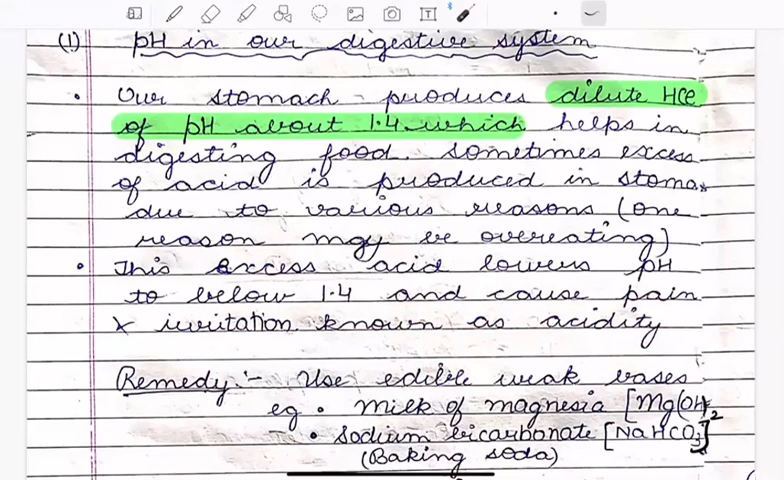 (1) pH in our digestive system
• Our stomach produces dilute HCl
of pH about 1.4 which helps in
digesting food. Sometimes excess
of acid is produced in stoma
due to various reasons (one
reason may be overeating)
• This excess acid lowers pH
to below 1.4 and cause pain
& irritation known as acidity
Remedy :- Use edible weak bases
eg • Milk of magnesia [Mg(OH)2
• Sodium bicarbonate [NaHCO3]
(Baking soda)